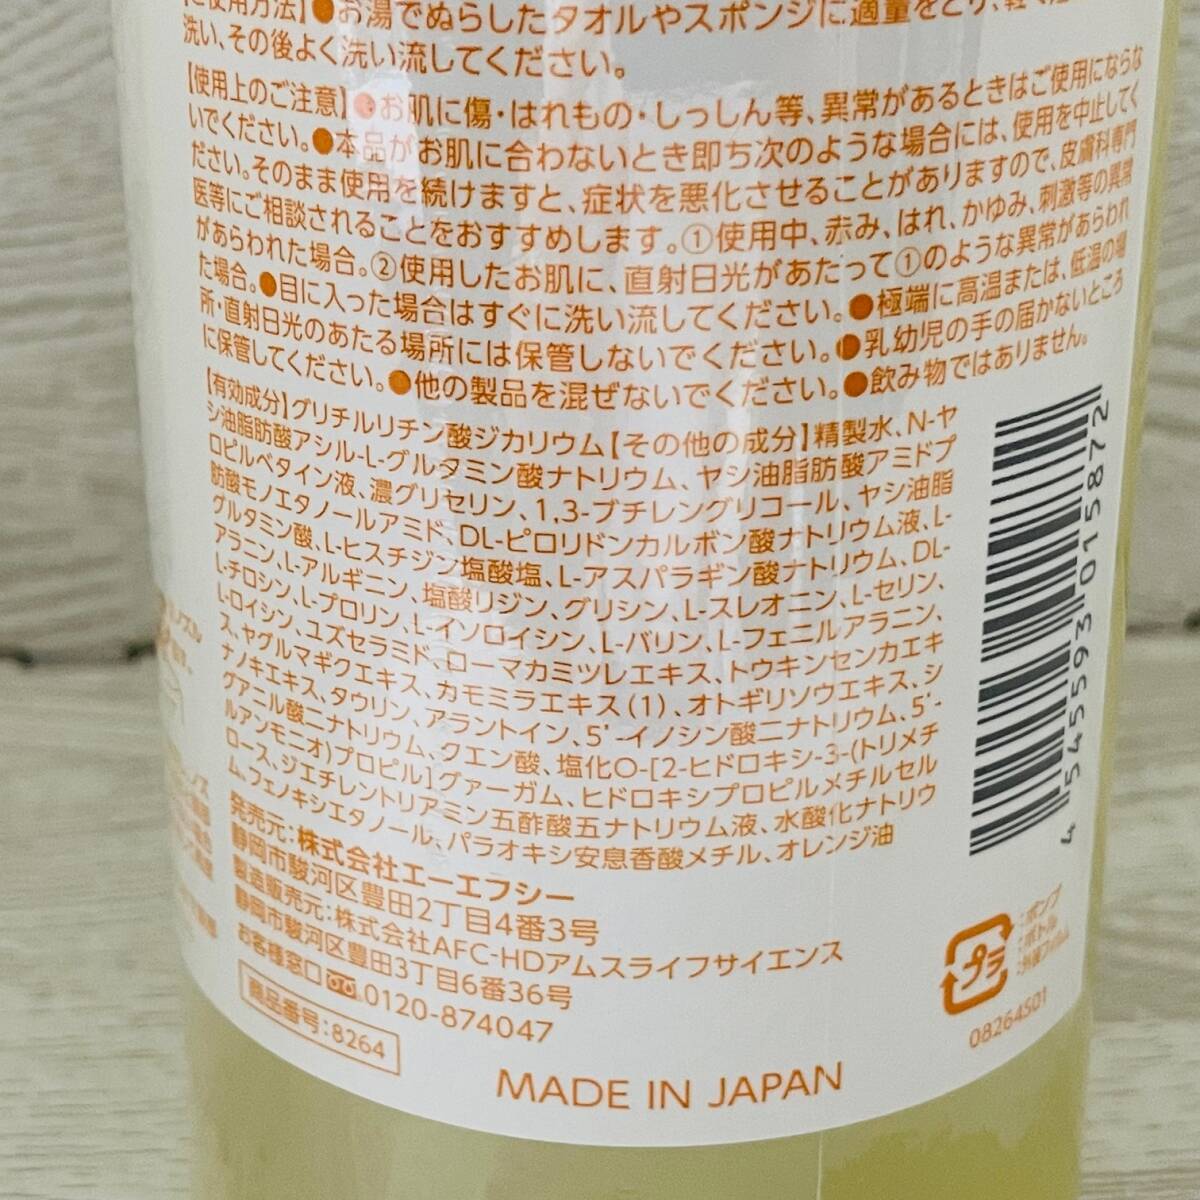 【ご使用方法】●お湯でぬらしたタオルやスポンジに適量をとり、軽く
洗い、その後よく洗い流してください。
【使用上のご注意】●お肌に傷・はれもの・しっしん等、異常があるときはご使用にならな
いでください。●本品がお肌に合わないとき即ち次のような場合には、使用を中止してく
ださい。そのまま使用を続けますと、症状を悪化させることがありますので、皮膚科専門
医等にご相談されることをおすすめします。①使用中、赤み、はれ、かゆみ、刺激等の異常
があらわれた場合。②使用したお肌に、直射日光があたって①のような異常があらわれ
た場合。●目に入った場合はすぐに洗い流してください。●極端に高温または、低温の場
所・直射日光のあたる場所には保管しないでください。●乳幼児の手の届かないところ
に保管してください。●他の製品を混ぜないでください。●飲み物ではありません。
【有効成分】グリチルリチン酸ジカリウム【その他の成分】精製水、N-ヤ
シ油脂肪酸アシル-L-グルタミン酸ナトリウム、ヤシ油脂肪酸アミドプ
ロピルベタイン液、濃グリセリン、1,3-ブチレングリコール、ヤシ油脂
肪酸モノエタノールアミド、DL-ピロリドンカルボン酸ナトリウム液、L-
グルタミン酸、L-ヒスチジン塩酸塩、L-アスパラギン酸ナトリウム、DL-
アラニン、L-アルギニン、塩酸リジン、グリシン、L-スレオニン、L-セリン、
L-チロシン、L-プロリン、L-イソロイシン、L-バリン、L-フェニルアラニン、
L-ロイシン、ユズセラミド、ローマカミツレエキス、トウキンセンカエキ
ス、ヤグルマギクエキス、カモミラエキス(1)、オトギリソウエキス、シ
ナノキエキス、タウリン、アラントイン、5'-イノシン酸二ナトリウム、5'-
グアニル酸二ナトリウム、クエン酸、塩化O-[2-ヒドロキシ-3-(トリメチ
ルアンモニオ)プロピル]グァーガム、ヒドロキシプロピルメチルセル
ロース、ジエチレントリアミン五酢酸五ナトリウム液、水酸化ナトリウ
ム、フェノキシエタノール、パラオキシ安息香酸メチル、オレンジ油
発売元:株式会社エーエフシー
静岡市駿河区豊田2丁目4番3号
製造販売元:株式会社AFC-HDアムスライフサイエンス
静岡市駿河区豊田3丁目6番36号
お客様窓口 0120-874047
商品番号:8264
MADE IN JAPAN
4 545593 015872
プラ
:ポンプ
:ボトル
08264S01